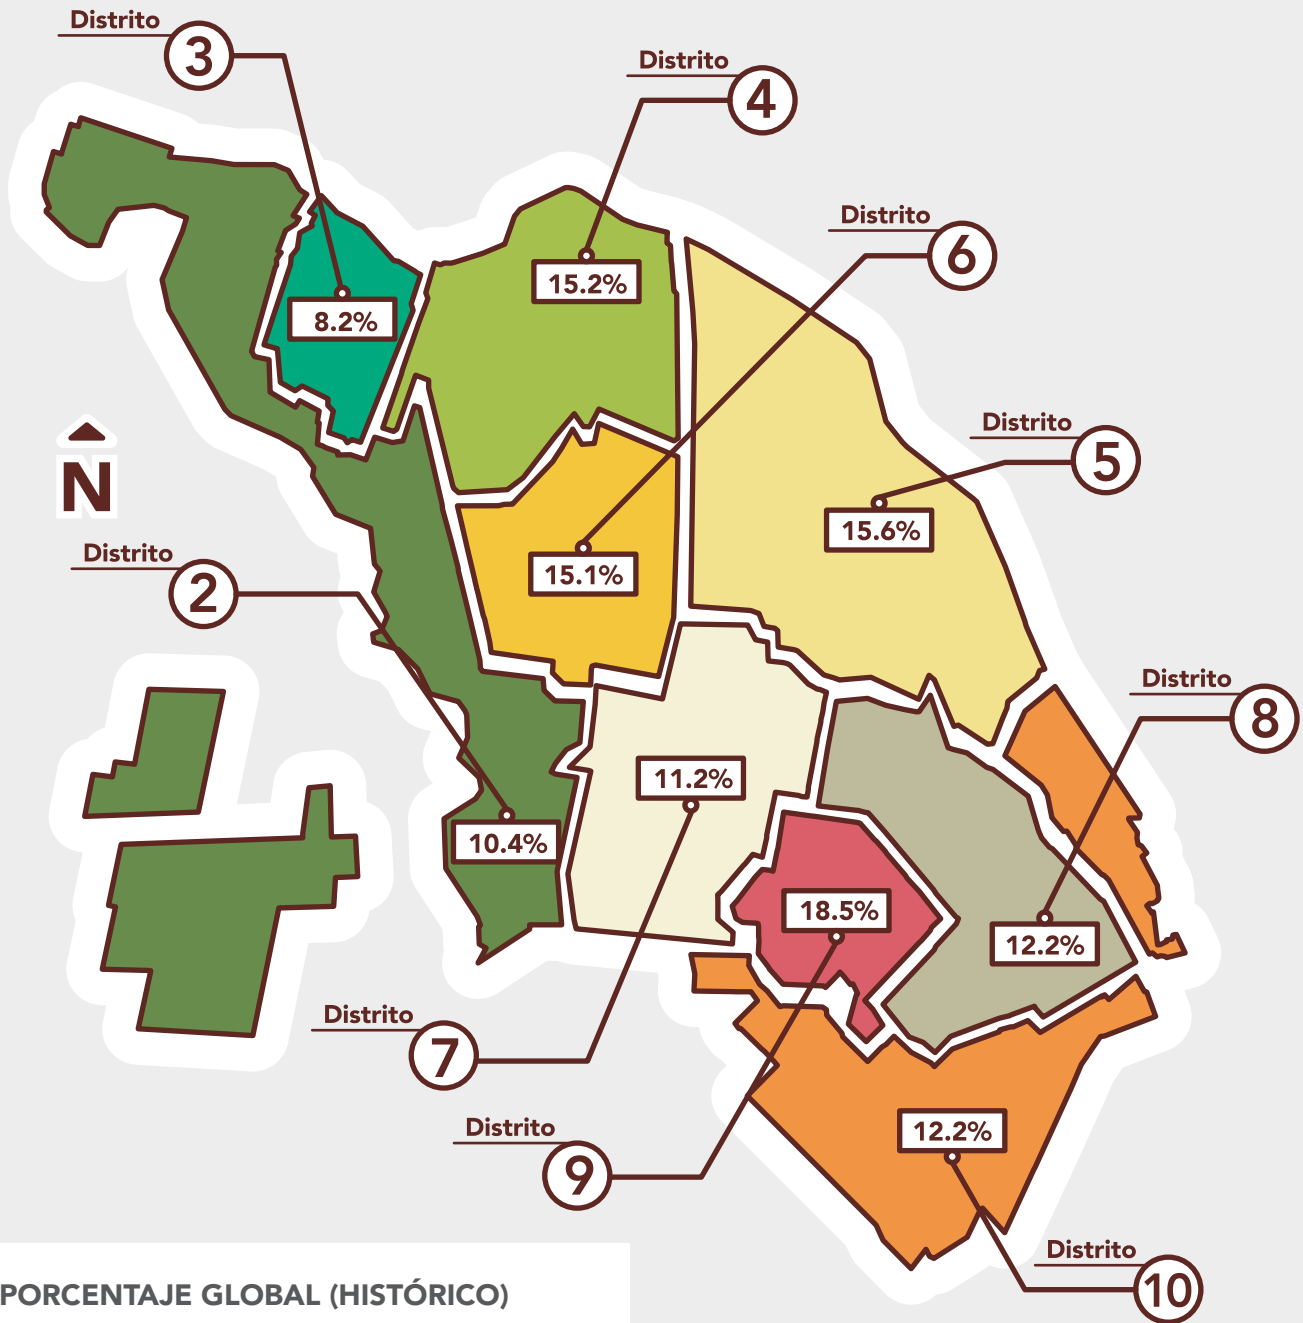 Distrito
3
Distrito
4
Distrito
6
15.2%
8.2%
Distrito
5
N
15.6%
15.1%
Distrito
2
Distrito
8
11.2%
10.4%
18.5%
12.2%
Distrito
7
Distrito
9
12.2%
Distrito
10
PORCENTAJE GLOBAL (HISTÓRICO)